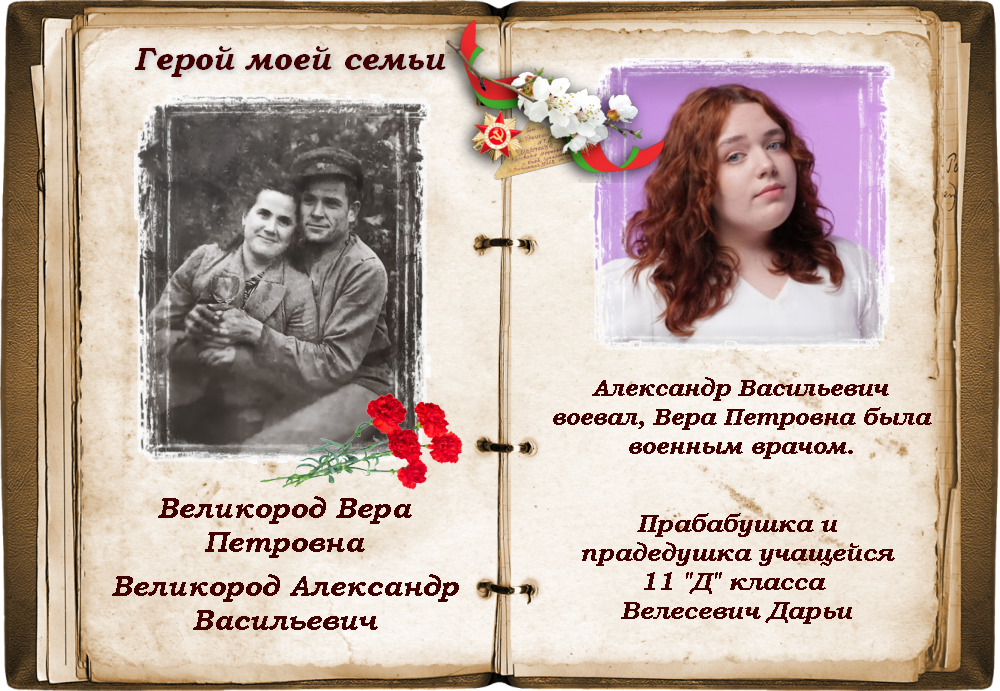 Герой моей семьи
Великород Вера
Петровна
Великород Александр
Васильевич
Александр Васильевич
воевал, Вера Петровна была
военным врачом.
Прабабушка и
прадедушка учащейся
11 "Д" класса
Велесевич Дарьи